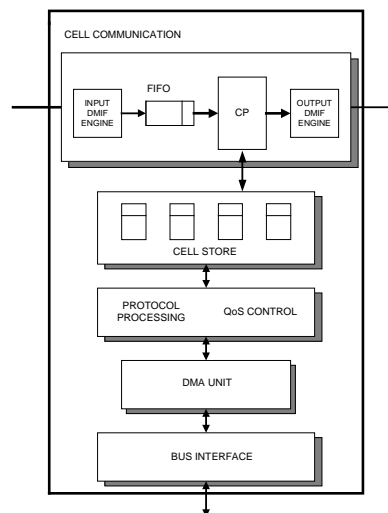 CELL COMMUNICATION
INPUT
DMIF
ENGINE
FIFO
CP
OUTPUT
DMIF
ENGINE
CELL STORE
PROTOCOL
PROCESSING
QoS CONTROL
DMA UNIT
BUS INTERFACE